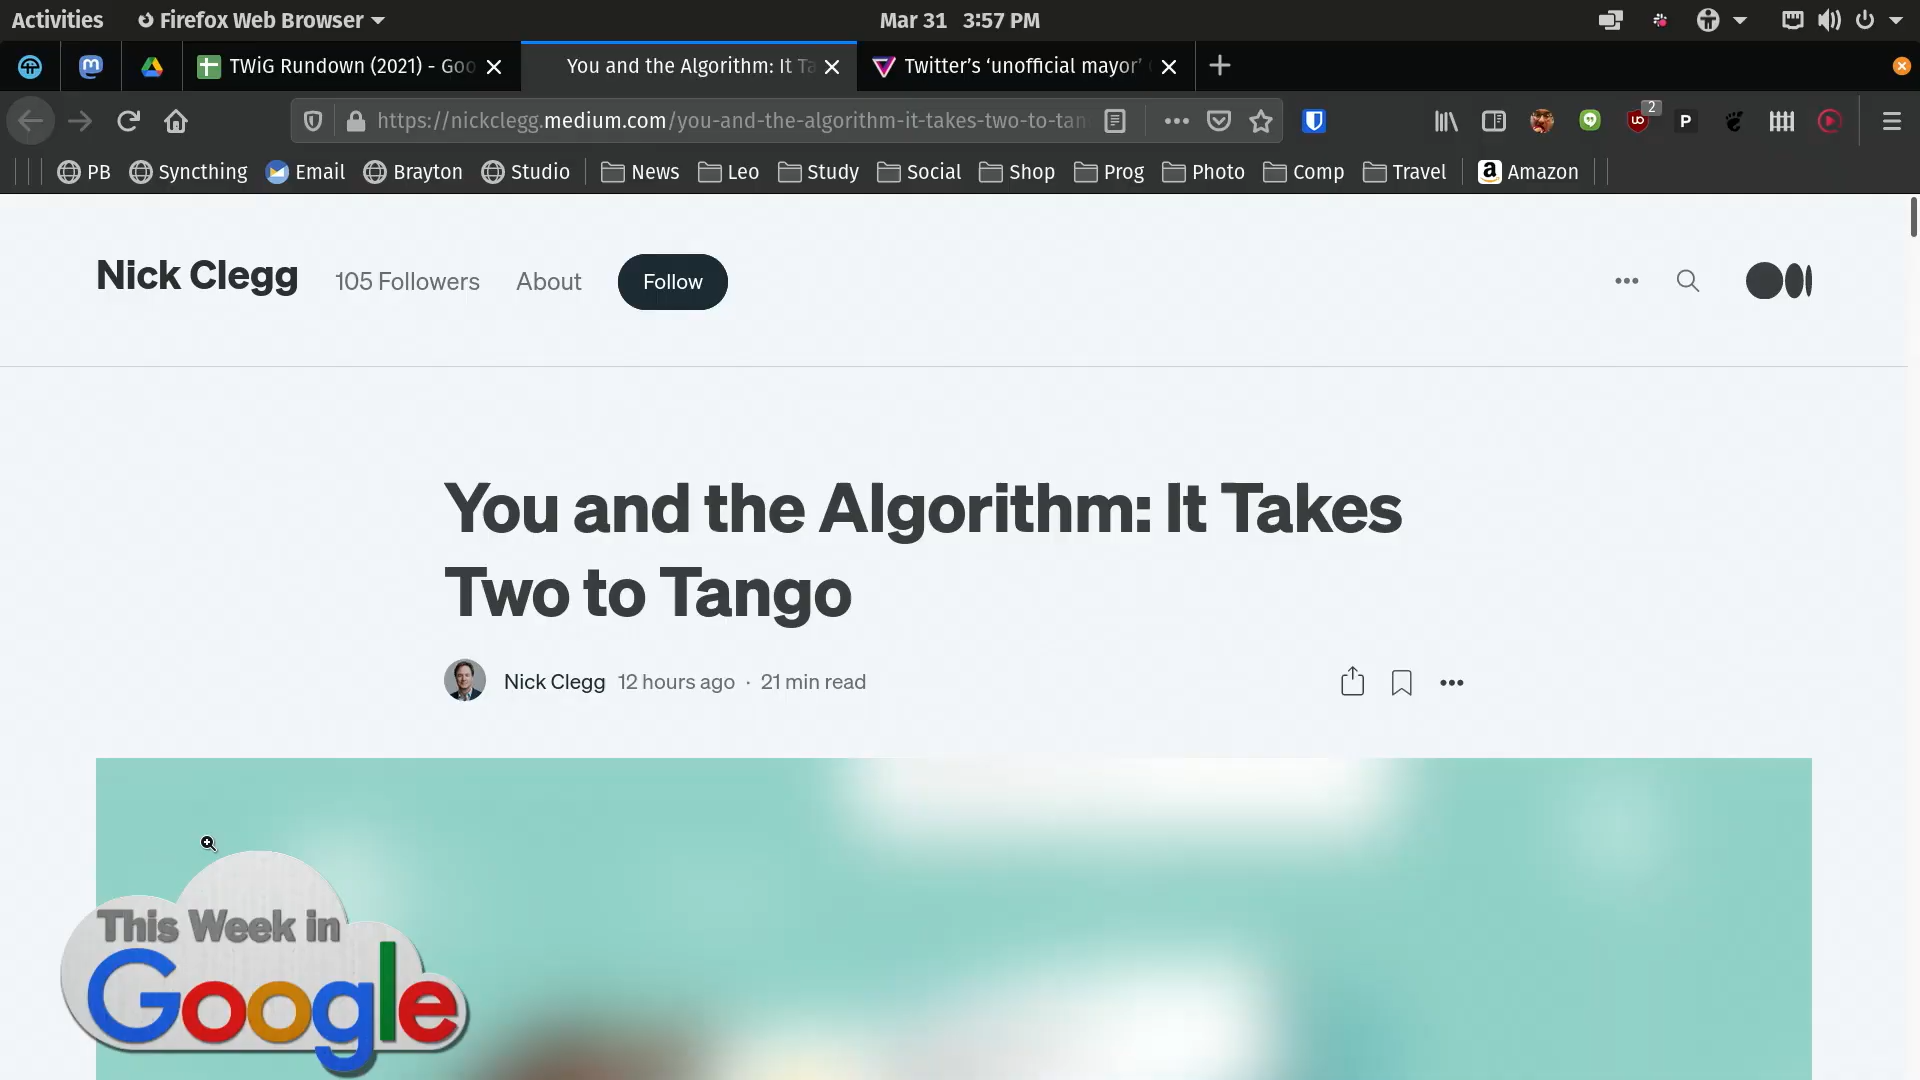 Activities Firefox Web Browser Mar 31 3:57 PM
TWiG Rundown (2021) - Goo You and the Algorithm: It Ta Twitter’s ‘unofficial mayor’
https://nickclegg.medium.com/you-and-the-algorithm-it-takes-two-to-tan 2 P
PB Syncthing Email Brayton Studio News Leo Study Social Shop Prog Photo Comp Travel Amazon
Nick Clegg 105 Followers About Follow
You and the Algorithm: It Takes
Two to Tango
Nick Clegg 12 hours ago · 21 min read
This Week in
Google